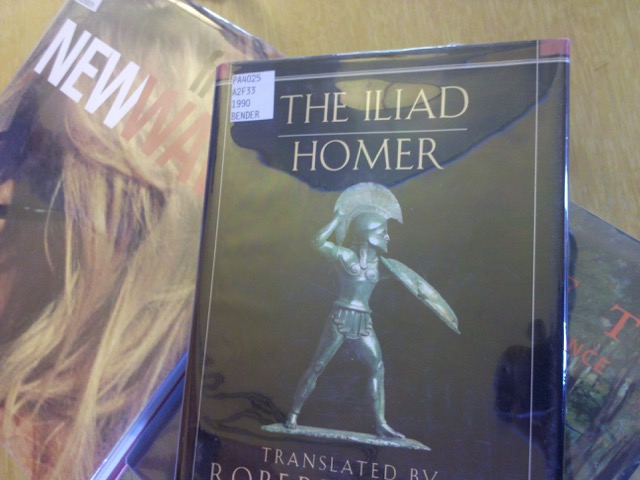 NEW
PA4025
A2F33
1990
BENDER
THE ILIAD
HOMER
TRANSLATED BY